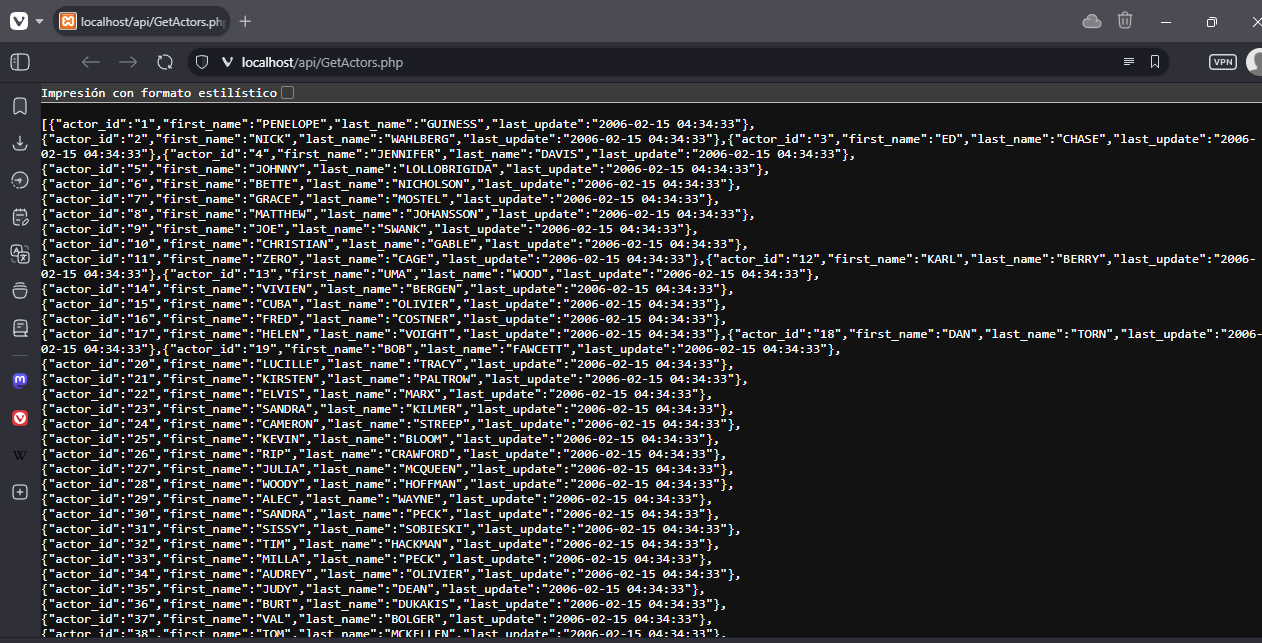 localhost/api/GetActors.php
localhost/api/GetActors.php
VPN
Impresión con formato estilístico
[{"actor_id":"1","first_name":"PENELOPE","last_name":"GUINESS","last_update":"2006-02-15 04:34:33"},
{"actor_id":"2","first_name":"NICK","last_name":"WAHLBERG","last_update":"2006-02-15 04:34:33"},{"actor_id":"3","first_name":"ED","last_name":"CHASE","last_update":"2006-
02-15 04:34:33"},{"actor_id":"4","first_name":"JENNIFER","last_name":"DAVIS","last_update":"2006-02-15 04:34:33"},
{"actor_id":"5","first_name":"JOHNNY","last_name":"LOLLOBRIGIDA","last_update":"2006-02-15 04:34:33"},
{"actor_id":"6","first_name":"BETTE","last_name":"NICHOLSON","last_update":"2006-02-15 04:34:33"},
{"actor_id":"7","first_name":"GRACE","last_name":"MOSTEL","last_update":"2006-02-15 04:34:33"},
{"actor_id":"8","first_name":"MATTHEW","last_name":"JOHANSSON","last_update":"2006-02-15 04:34:33"},
{"actor_id":"9","first_name":"JOE","last_name":"SWANK","last_update":"2006-02-15 04:34:33"},
{"actor_id":"10","first_name":"CHRISTIAN","last_name":"GABLE","last_update":"2006-02-15 04:34:33"},
{"actor_id":"11","first_name":"ZERO","last_name":"CAGE","last_update":"2006-02-15 04:34:33"},{"actor_id":"12","first_name":"KARL","last_name":"BERRY","last_update":"2006-
02-15 04:34:33"},{"actor_id":"13","first_name":"UMA","last_name":"WOOD","last_update":"2006-02-15 04:34:33"},
{"actor_id":"14","first_name":"VIVIEN","last_name":"BERGEN","last_update":"2006-02-15 04:34:33"},
{"actor_id":"15","first_name":"CUBA","last_name":"OLIVIER","last_update":"2006-02-15 04:34:33"},
{"actor_id":"16","first_name":"FRED","last_name":"COSTNER","last_update":"2006-02-15 04:34:33"},
{"actor_id":"17","first_name":"HELEN","last_name":"VOIGHT","last_update":"2006-02-15 04:34:33"},{"actor_id":"18","first_name":"DAN","last_name":"TORN","last_update":"2006-
02-15 04:34:33"},{"actor_id":"19","first_name":"BOB","last_name":"FAWCETT","last_update":"2006-02-15 04:34:33"},
{"actor_id":"20","first_name":"LUCILLE","last_name":"TRACY","last_update":"2006-02-15 04:34:33"},
{"actor_id":"21","first_name":"KIRSTEN","last_name":"PALTROW","last_update":"2006-02-15 04:34:33"},
{"actor_id":"22","first_name":"ELVIS","last_name":"MARX","last_update":"2006-02-15 04:34:33"},
{"actor_id":"23","first_name":"SANDRA","last_name":"KILMER","last_update":"2006-02-15 04:34:33"},
{"actor_id":"24","first_name":"CAMERON","last_name":"STREEP","last_update":"2006-02-15 04:34:33"},
{"actor_id":"25","first_name":"KEVIN","last_name":"BLOOM","last_update":"2006-02-15 04:34:33"},
{"actor_id":"26","first_name":"RIP","last_name":"CRAWFORD","last_update":"2006-02-15 04:34:33"},
{"actor_id":"27","first_name":"JULIA","last_name":"MCQUEEN","last_update":"2006-02-15 04:34:33"},
{"actor_id":"28","first_name":"WOODY","last_name":"HOFFMAN","last_update":"2006-02-15 04:34:33"},
{"actor_id":"29","first_name":"ALEC","last_name":"WAYNE","last_update":"2006-02-15 04:34:33"},
{"actor_id":"30","first_name":"SANDRA","last_name":"PECK","last_update":"2006-02-15 04:34:33"},
{"actor_id":"31","first_name":"SISSY","last_name":"SOBIESKI","last_update":"2006-02-15 04:34:33"},
{"actor_id":"32","first_name":"TIM","last_name":"HACKMAN","last_update":"2006-02-15 04:34:33"},
{"actor_id":"33","first_name":"MILLA","last_name":"PECK","last_update":"2006-02-15 04:34:33"},
{"actor_id":"34","first_name":"AUDREY","last_name":"OLIVIER","last_update":"2006-02-15 04:34:33"},
{"actor_id":"35","first_name":"JUDY","last_name":"DEAN","last_update":"2006-02-15 04:34:33"},
{"actor_id":"36","first_name":"BURT","last_name":"DUKAKIS","last_update":"2006-02-15 04:34:33"},
{"actor_id":"37","first_name":"VAL","last_name":"BOLGER","last_update":"2006-02-15 04:34:33"},
{"actor_id":"38","first_name":"TOM","last_name":"MCKELLEN","last_update":"2006-02-15 04:34:33"},